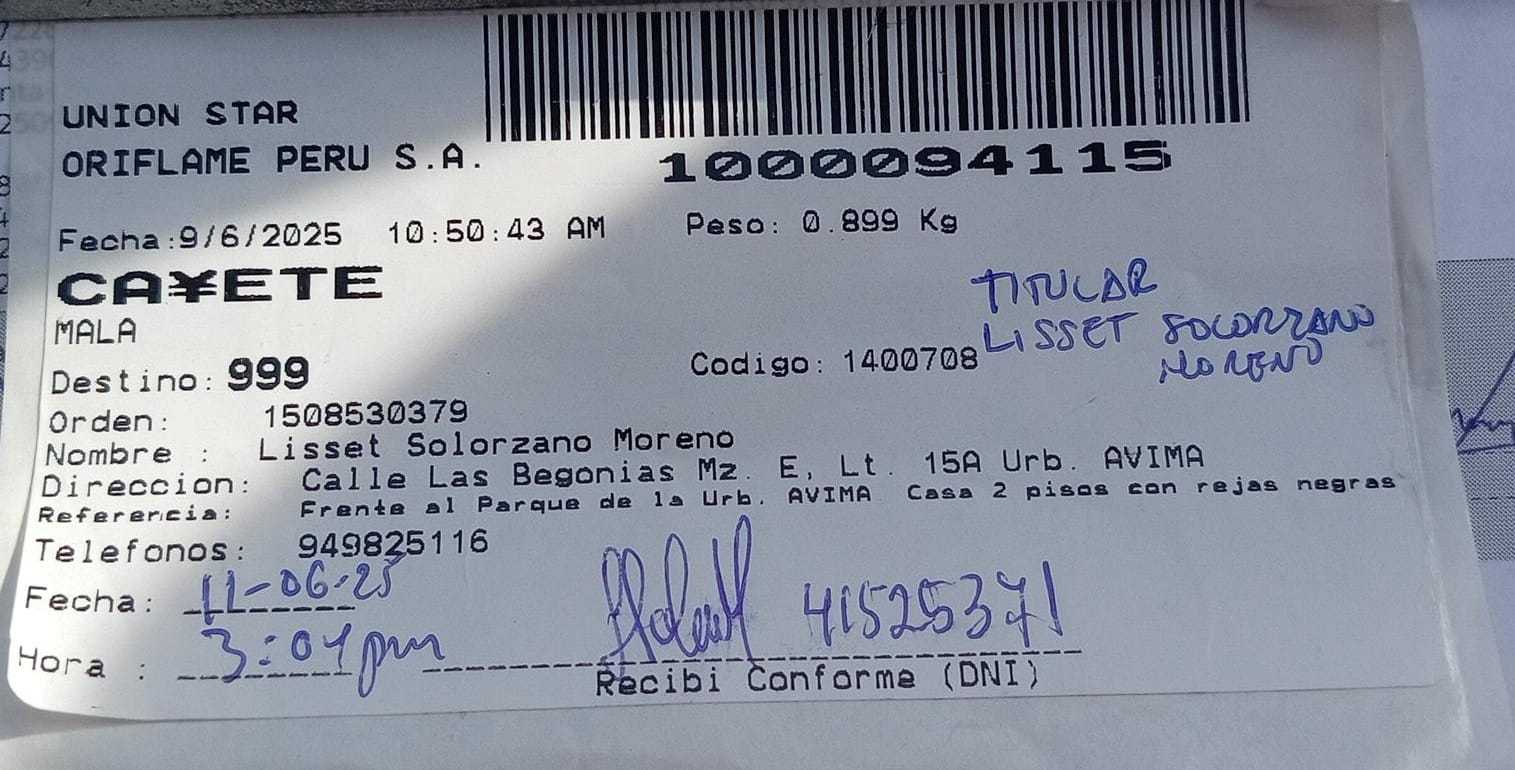 UNION STAR
ORIFLAME PERU S.A.
1000094115
Fecha:9/6/2025 10:50:43 AM Peso: 0.899 Kg
CA¥ETE
MALA
TITULAR
LISSET SOLORZANO
MORENO
Destino: 999 Codigo: 1400708
Orden: 1508530379
Nombre : Lisset Solorzano Moreno
Direccion: Calle Las Begonias Mz. E, Lt. 15A Urb. AVIMA
Referencia: Frente al Parque de la Urb. AVIMA Casa 2 pisos con rejas negras
Telefonos: 949825116
Fecha: 11-06-25
41525371
Hora : 3:04pm
Recibi Conforme (DNI)